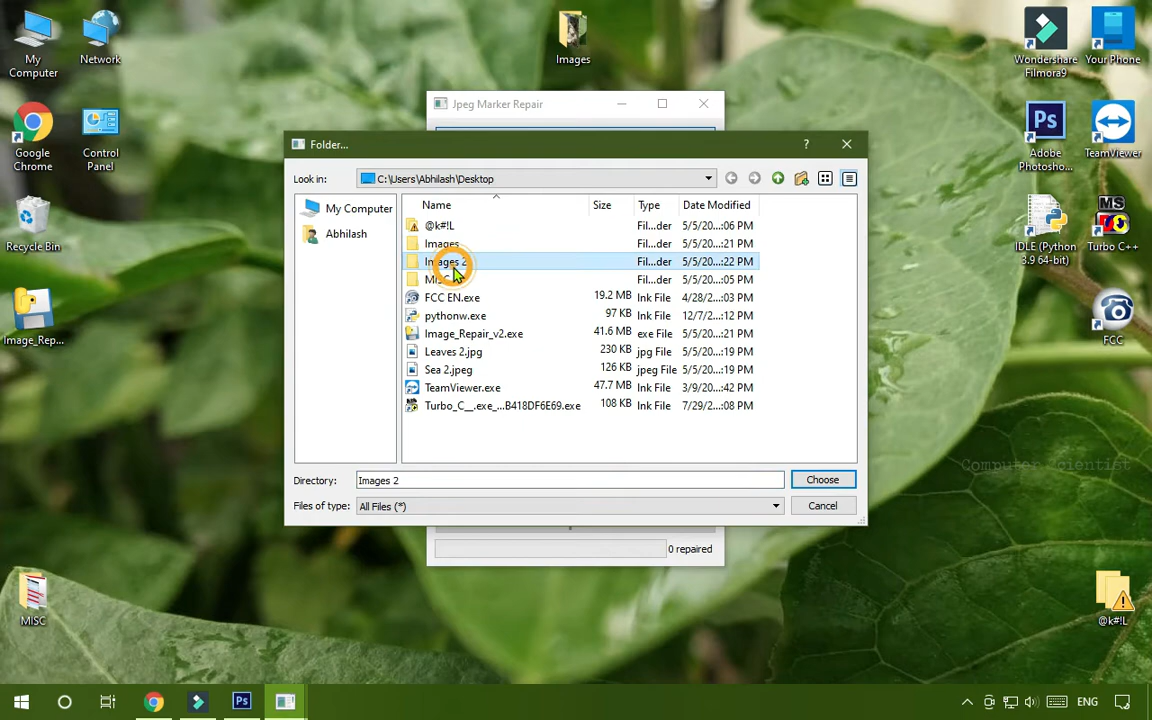 My Computer
Network
Images
Wondershare Filmora9
Your Phone
Google Chrome
Control Panel
Adobe Photosho...
TeamViewer
Recycle Bin
IDLE (Python 3.9 64-bit)
Turbo C++
Image_Rep...
FCC
MISC
@k#!L
Jpeg Marker Repair
Folder...
?
Look in:
C:\Users\Abhilash\Desktop
My Computer
Abhilash
Name Size Type Date Modified
@k#!L Fil...der 5/5/20...:06 PM
Images Fil...der 5/5/20...:21 PM
Images 2 Fil...der 5/5/20...:22 PM
MISC Fil...der 5/5/20...:05 PM
FCC EN.exe 19.2 MB lnk File 4/28/2...:03 PM
pythonw.exe 97 KB lnk File 12/7/2...:12 PM
Image_Repair_v2.exe 41.6 MB exe File 5/5/20...:21 PM
Leaves 2.jpg 230 KB jpg File 5/5/20...:18 PM
Sea 2.jpeg 126 KB jpeg File 5/5/20...:19 PM
TeamViewer.exe 47.7 MB lnk File 3/9/20...:42 PM
Turbo_C__.exe_...B418DF6E69.exe 108 KB lnk File 7/29/2...:08 PM
Directory: Images 2 Choose
Files of type: All Files (*) Cancel
0 repaired
Computer Scientist
Ps
ENG